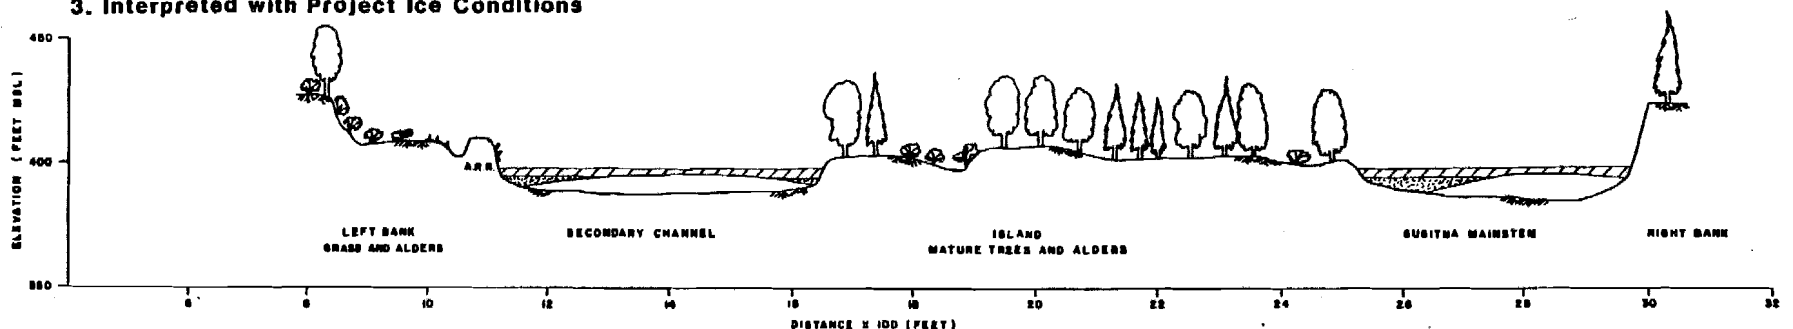 3. Interpreted with Project Ice Conditions
450
400
350
ELEVATION (FEET MSL)
A.R.R.
LEFT BANK
GRASS AND ALDERS
SECONDARY CHANNEL
ISLAND
MATURE TREES AND ALDERS
SUSITNA MAINSTEM
RIGHT BANK
6 8 10 12 14 16 18 20 22 24 26 28 30 32
DISTANCE X 100 (FEET)